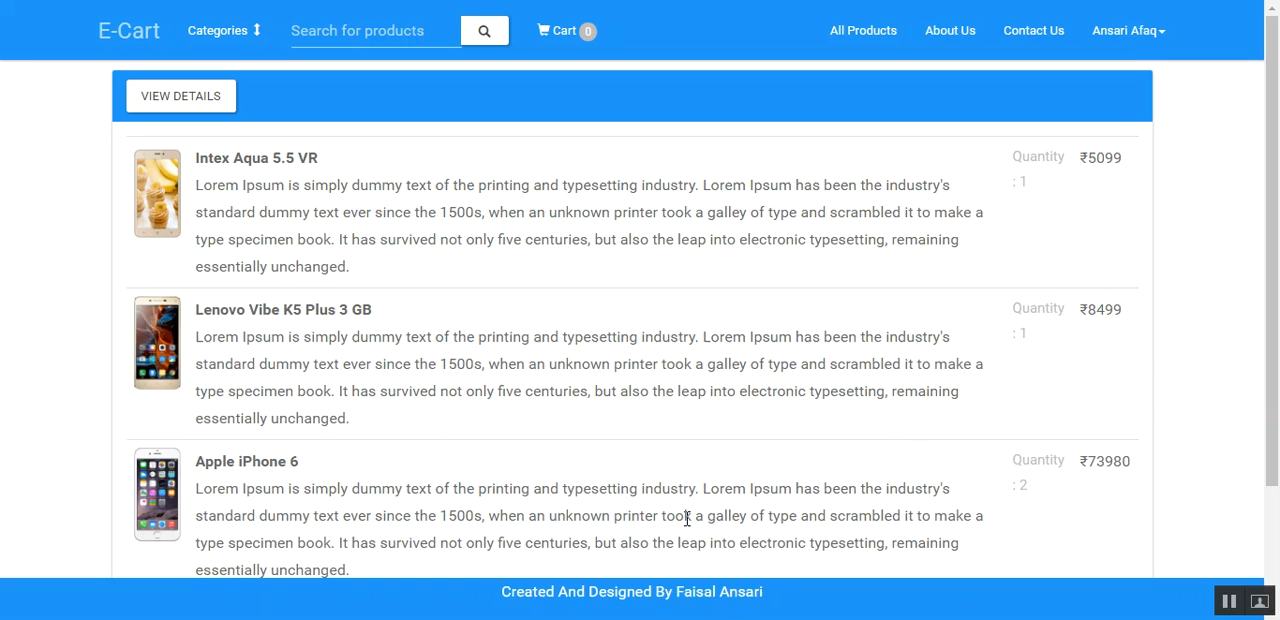 E-Cart Categories Search for products Cart 0 All Products About Us Contact Us Ansari Afaq
VIEW DETAILS
Intex Aqua 5.5 VR Quantity ₹5099
Lorem Ipsum is simply dummy text of the printing and typesetting industry. Lorem Ipsum has been the industry's : 1
standard dummy text ever since the 1500s, when an unknown printer took a galley of type and scrambled it to make a
type specimen book. It has survived not only five centuries, but also the leap into electronic typesetting, remaining
essentially unchanged.
Lenovo Vibe K5 Plus 3 GB Quantity ₹8499
Lorem Ipsum is simply dummy text of the printing and typesetting industry. Lorem Ipsum has been the industry's : 1
standard dummy text ever since the 1500s, when an unknown printer took a galley of type and scrambled it to make a
type specimen book. It has survived not only five centuries, but also the leap into electronic typesetting, remaining
essentially unchanged.
Apple iPhone 6 Quantity ₹73980
Lorem Ipsum is simply dummy text of the printing and typesetting industry. Lorem Ipsum has been the industry's : 2
standard dummy text ever since the 1500s, when an unknown printer took a galley of type and scrambled it to make a
type specimen book. It has survived not only five centuries, but also the leap into electronic typesetting, remaining
essentially unchanged.
Created And Designed By Faisal Ansari